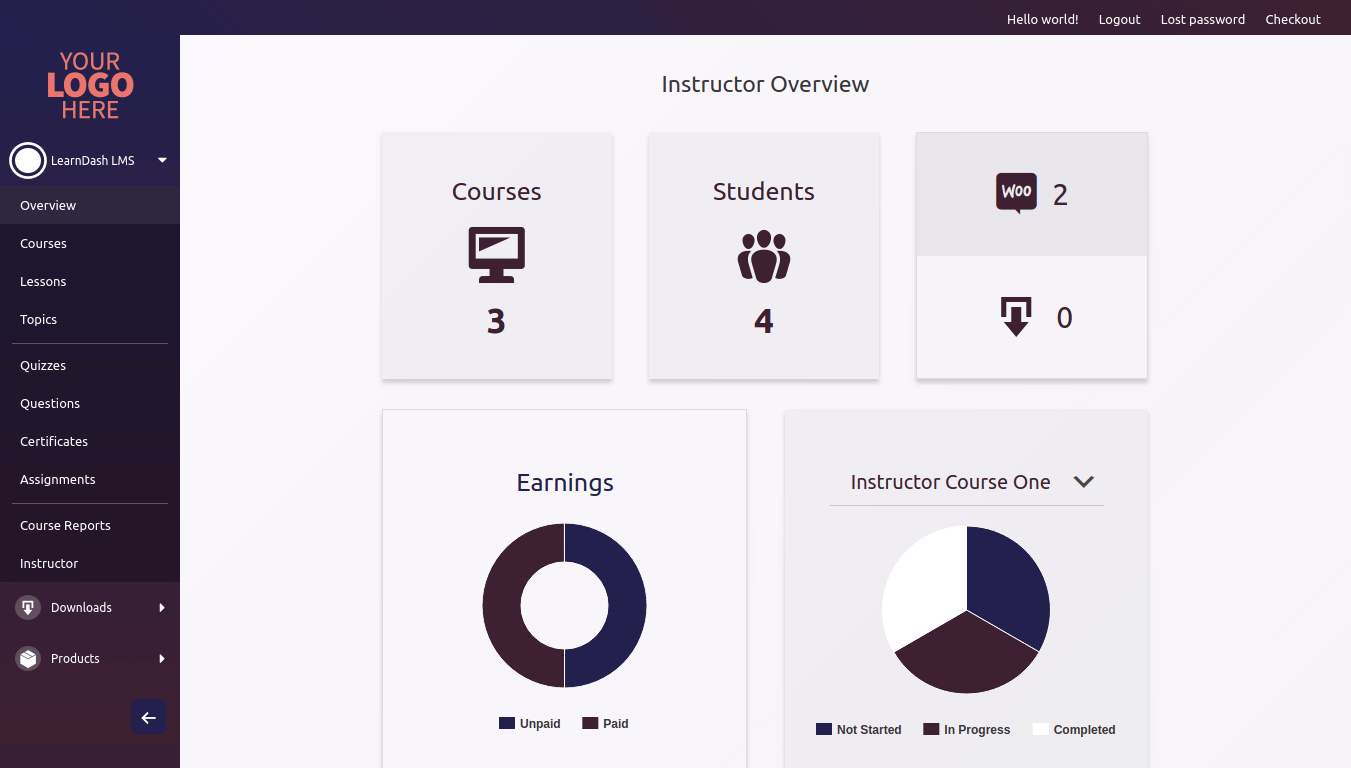 Hello world! Logout Lost password Checkout
YOUR
LOGO
HERE
LearnDash LMS
Overview
Courses
Lessons
Topics
Quizzes
Questions
Certificates
Assignments
Course Reports
Instructor
Downloads
Products
Instructor Overview
Courses
3
Students
4
Woo 2
0
Earnings
Unpaid Paid
Instructor Course One
Not Started In Progress Completed